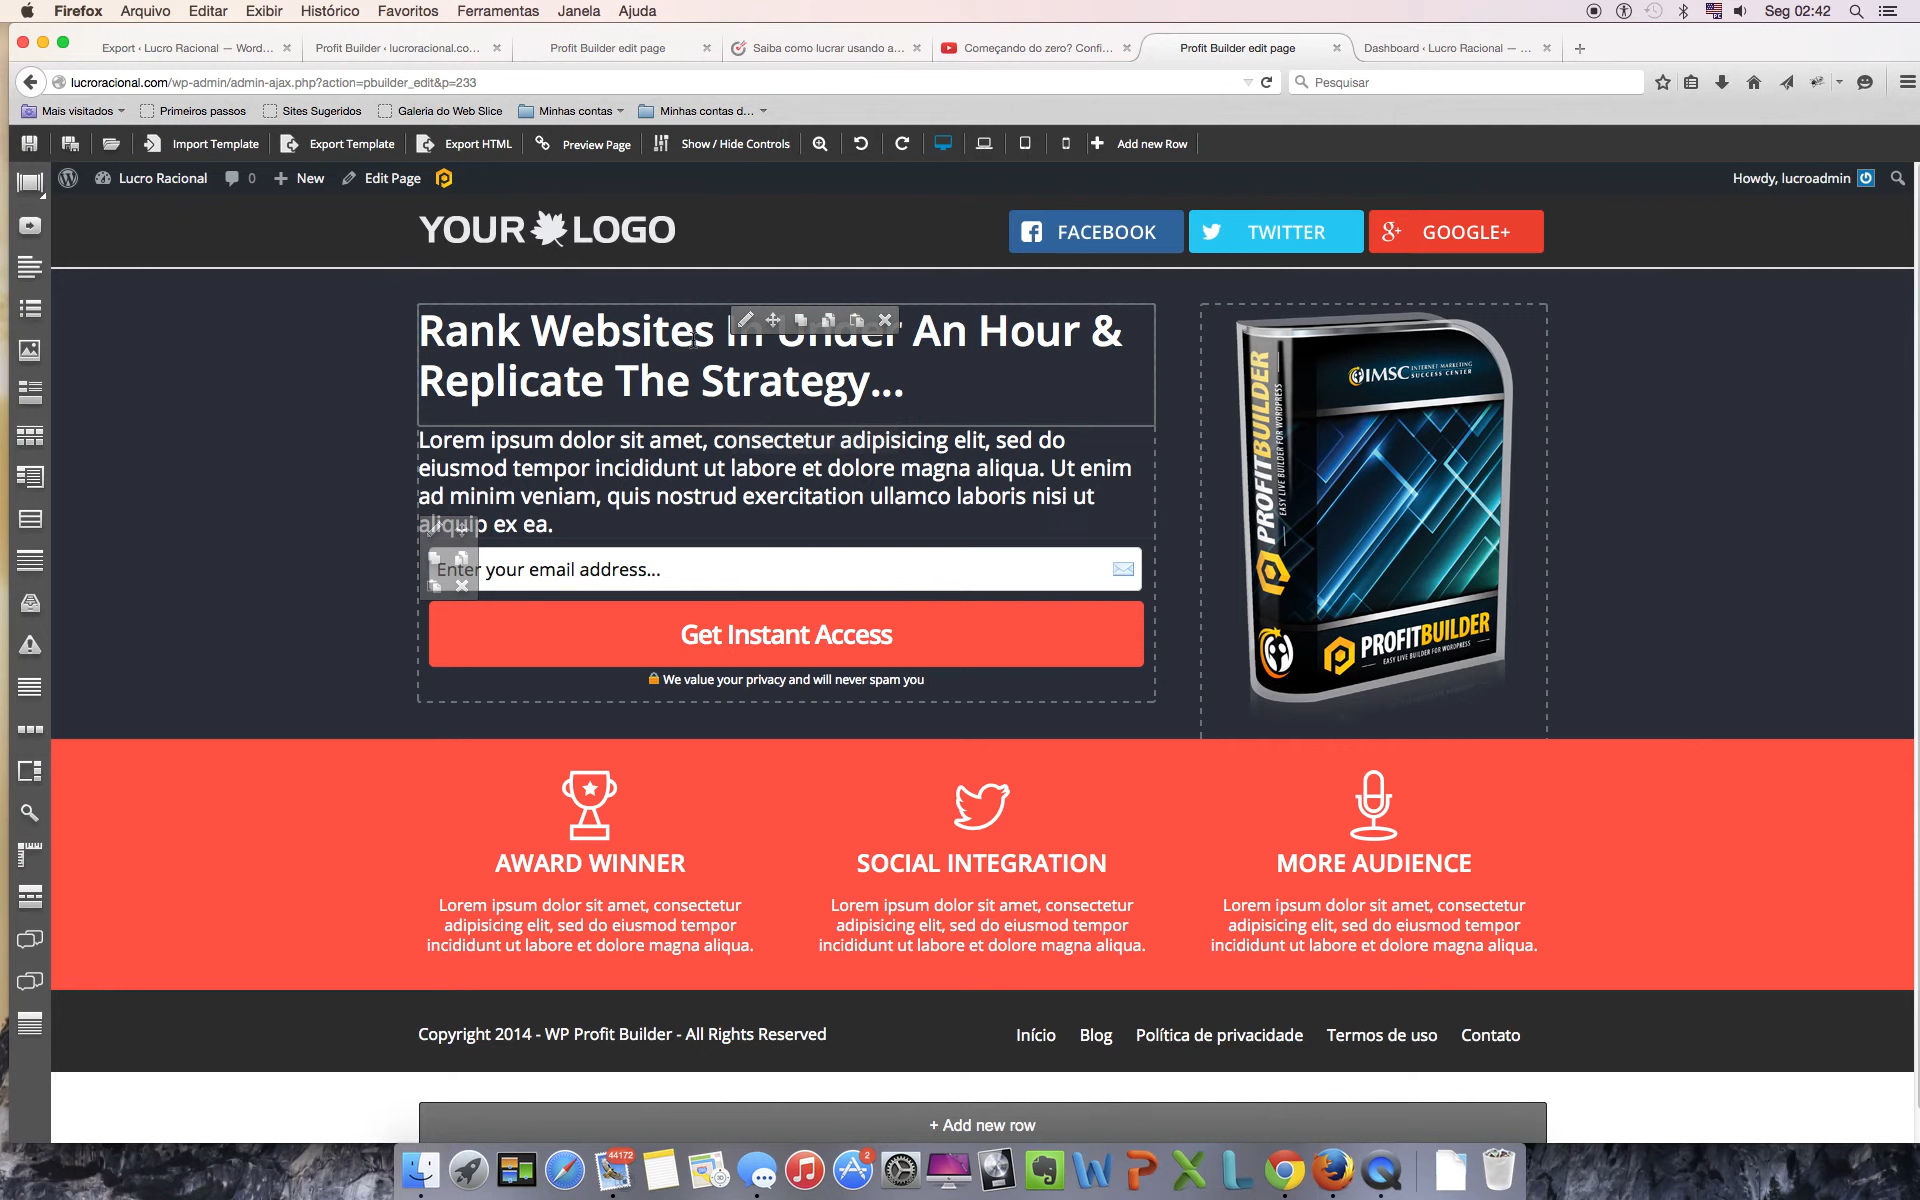 Firefox Arquivo Editar Exibir Histórico Favoritos Ferramentas Janela Ajuda Seg 02:42
Export ‹ Lucro Racional — Word... Profit Builder ‹ lucroracional.co... Profit Builder edit page Saiba como lucrar usando a... Começando do zero? Confi... Profit Builder edit page Dashboard ‹ Lucro Racional — ...
lucroracional.com/wp-admin/admin-ajax.php?action=pbuilder_edit&p=233 Pesquisar
Mais visitados Primeiros passos Sites Sugeridos Galeria do Web Slice Minhas contas Minhas contas d...
Import Template Export Template Export HTML Preview Page Show / Hide Controls Add new Row
Lucro Racional 0 New Edit Page Howdy, lucroadmin
YOUR LOGO FACEBOOK TWITTER GOOGLE+
Rank Websites In Under An Hour &
Replicate The Strategy...
Lorem ipsum dolor sit amet, consectetur adipisicing elit, sed do
eiusmod tempor incididunt ut labore et dolore magna aliqua. Ut enim
ad minim veniam, quis nostrud exercitation ullamco laboris nisi ut
aliquip ex ea.
Enter your email address...
Get Instant Access
We value your privacy and will never spam you
IMSC INTERNET MARKETING
SUCCESS CENTER
PROFITBUILDER
EASY LIVE BUILDER FOR WORDPRESS
PROFITBUILDER
EASY LIVE BUILDER FOR WORDPRESS
AWARD WINNER
Lorem ipsum dolor sit amet, consectetur
adipisicing elit, sed do eiusmod tempor
incididunt ut labore et dolore magna aliqua.
SOCIAL INTEGRATION
Lorem ipsum dolor sit amet, consectetur
adipisicing elit, sed do eiusmod tempor
incididunt ut labore et dolore magna aliqua.
MORE AUDIENCE
Lorem ipsum dolor sit amet, consectetur
adipisicing elit, sed do eiusmod tempor
incididunt ut labore et dolore magna aliqua.
Copyright 2014 - WP Profit Builder - All Rights Reserved Início Blog Política de privacidade Termos de uso Contato
+ Add new row
44172
2